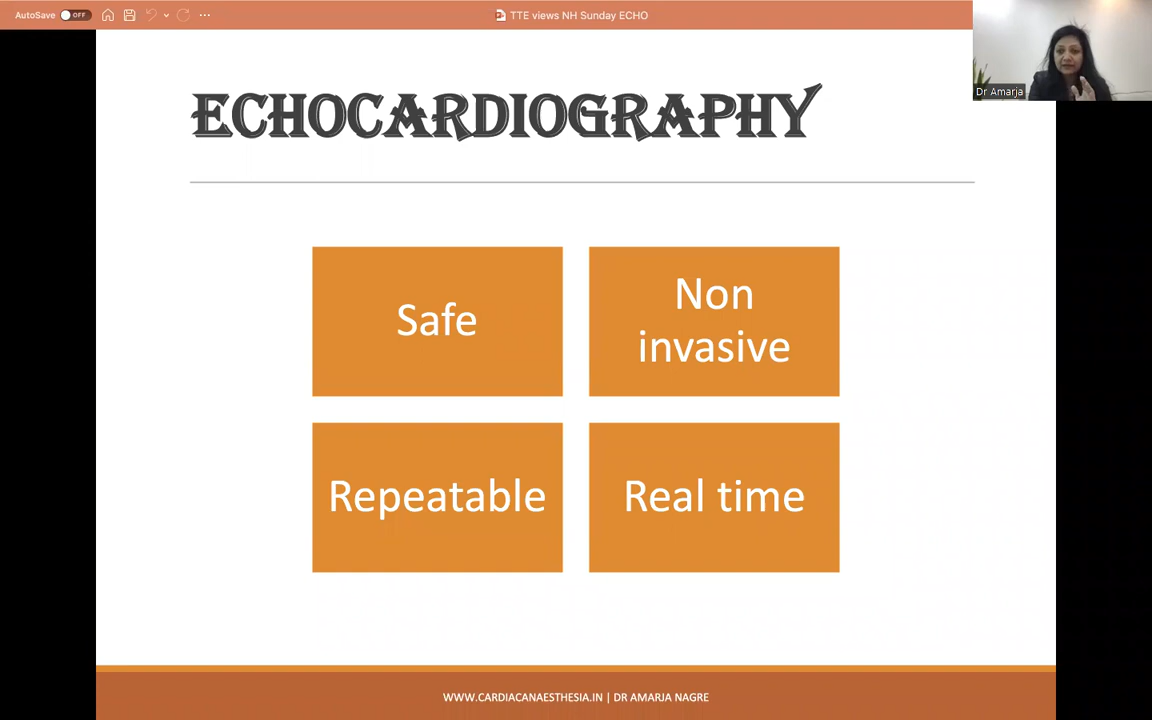 AutoSave OFF
TTE views NH Sunday ECHO
Dr Amarja
ECHOCARDIOGRAPHY
Safe
Non
invasive
Repeatable
Real time
WWW.CARDIACANAESTHESIA.IN | DR AMARJA NAGRE